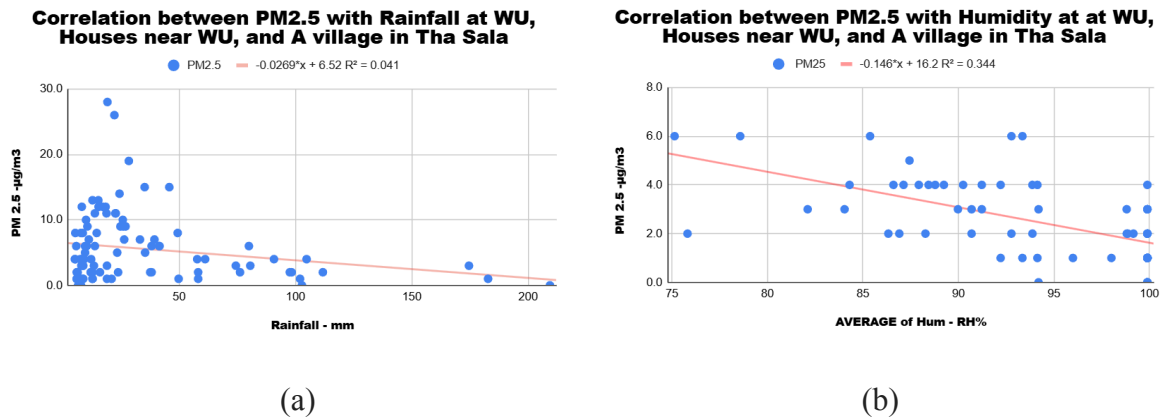 Correlation between PM2.5 with Rainfall at WU,
Houses near WU, and A village in Tha Sala
PM2.5
-0.0269*x + 6.52 R² = 0.041
30.0
20.0
10.0
0.0
PM 2.5 -µg/m3
50
100
150
200
Rainfall - mm
(a)
Correlation between PM2.5 with Humidity at at WU,
Houses near WU, and A village in Tha Sala
PM25
-0.146*x + 16.2 R² = 0.344
8.0
6.0
4.0
2.0
0.0
PM 2.5 -µg/m3
75
80
85
90
95
100
AVERAGE of Hum - RH%
(b)